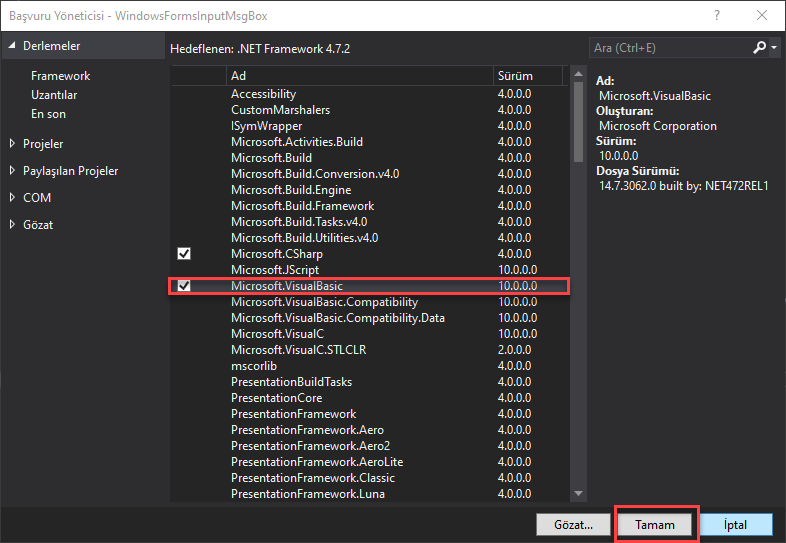 Başvuru Yöneticisi - WindowsFormsInputMsgBox
Derlemeler
Framework
Uzantılar
En son
Projeler
Paylaşılan Projeler
COM
Gözat
Hedeflenen: .NET Framework 4.7.2
Ad Sürüm
Accessibility 4.0.0.0
CustomMarshalers 4.0.0.0
ISymWrapper 4.0.0.0
Microsoft.Activities.Build 4.0.0.0
Microsoft.Build 4.0.0.0
Microsoft.Build.Conversion.v4.0 4.0.0.0
Microsoft.Build.Engine 4.0.0.0
Microsoft.Build.Framework 4.0.0.0
Microsoft.Build.Tasks.v4.0 4.0.0.0
Microsoft.Build.Utilities.v4.0 4.0.0.0
Microsoft.CSharp 4.0.0.0
Microsoft.JScript 10.0.0.0
Microsoft.VisualBasic 10.0.0.0
Microsoft.VisualBasic.Compatibility 10.0.0.0
Microsoft.VisualBasic.Compatibility.Data 10.0.0.0
Microsoft.VisualC 10.0.0.0
Microsoft.VisualC.STLCLR 2.0.0.0
mscorlib 4.0.0.0
PresentationBuildTasks 4.0.0.0
PresentationCore 4.0.0.0
PresentationFramework 4.0.0.0
PresentationFramework.Aero 4.0.0.0
PresentationFramework.Aero2 4.0.0.0
PresentationFramework.AeroLite 4.0.0.0
PresentationFramework.Classic 4.0.0.0
PresentationFramework.Luna 4.0.0.0
Ara (Ctrl+E)
Ad:
Microsoft.VisualBasic
Oluşturan:
Microsoft Corporation
Sürüm:
10.0.0.0
Dosya Sürümü:
14.7.3062.0 built by: NET472REL1
Gözat... Tamam İptal